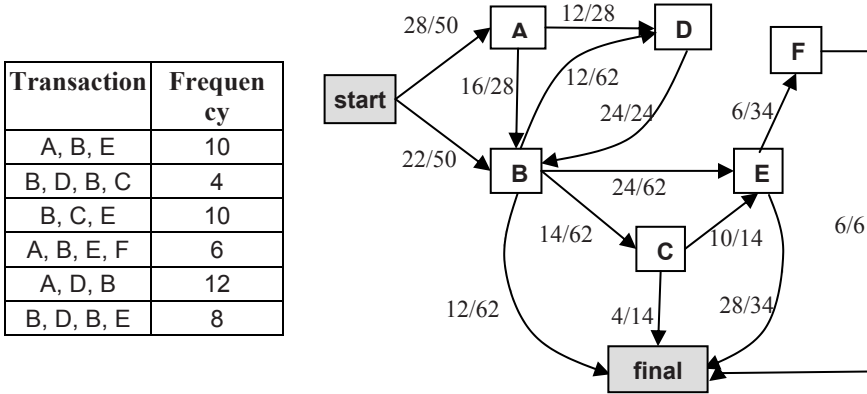 Transaction Frequen
cy
A, B, E 10
B, D, B, C 4
B, C, E 10
A, B, E, F 6
A, D, B 12
B, D, B, E 8
12/28
28/50
A
D
F
16/28
12/62
start
24/24
6/34
22/50
B
E
24/62
14/62
10/14
6/6
C
12/62
4/14
28/34
final